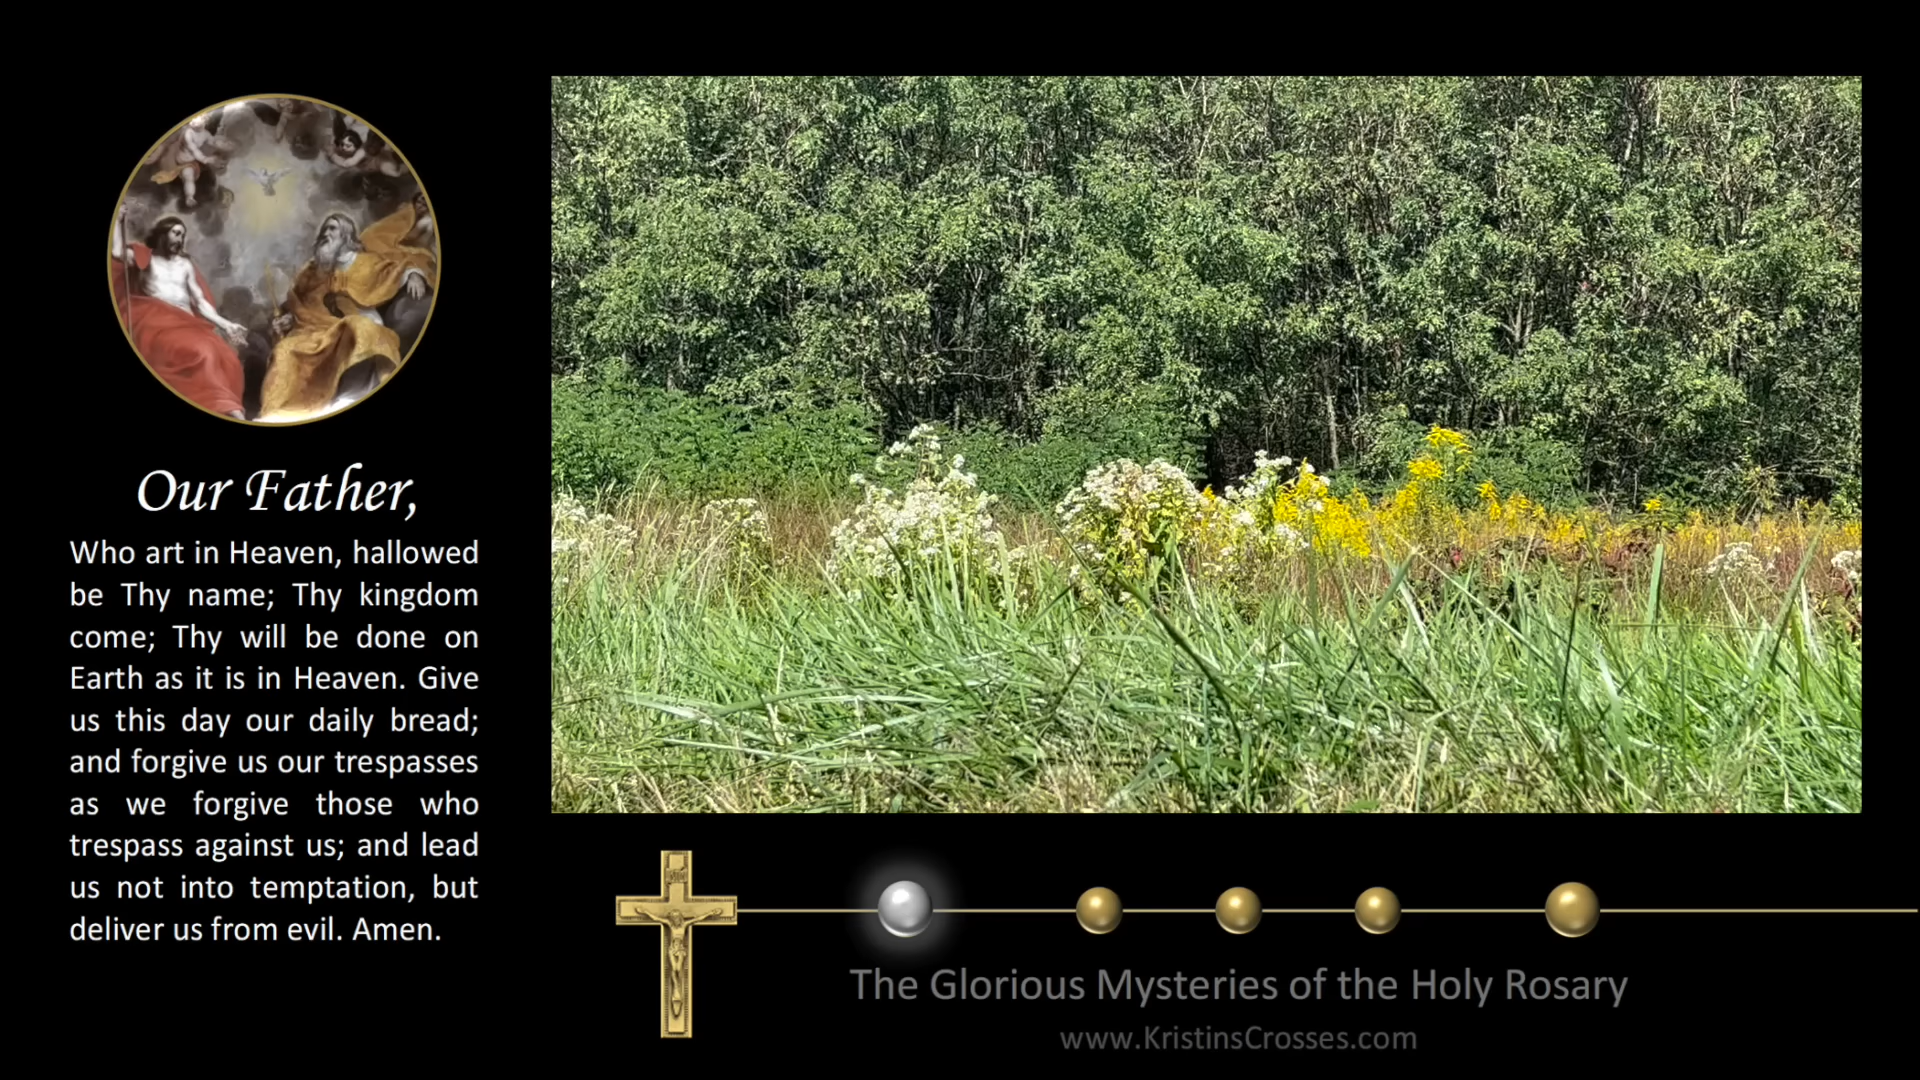 Our Father,
Who art in Heaven, hallowed
be Thy name; Thy kingdom
come; Thy will be done on
Earth as it is in Heaven. Give
us this day our daily bread;
and forgive us our trespasses
as we forgive those who
trespass against us; and lead
us not into temptation, but
deliver us from evil. Amen.
The Glorious Mysteries of the Holy Rosary
www.KristinsCrosses.com